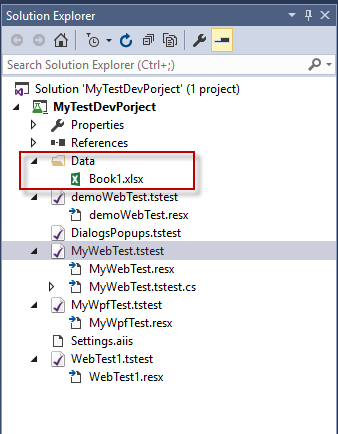 Solution Explorer
Search Solution Explorer (Ctrl+;)
Solution 'MyTestDevPorject' (1 project)
MyTestDevPorject
Properties
References
Data
Book1.xlsx
demoWebTest.tstest
demoWebTest.resx
DialogsPopups.tstest
MyWebTest.tstest
MyWebTest.resx
MyWebTest.tstest.cs
MyWpfTest.tstest
MyWpfTest.resx
Settings.aiis
WebTest1.tstest
WebTest1.resx